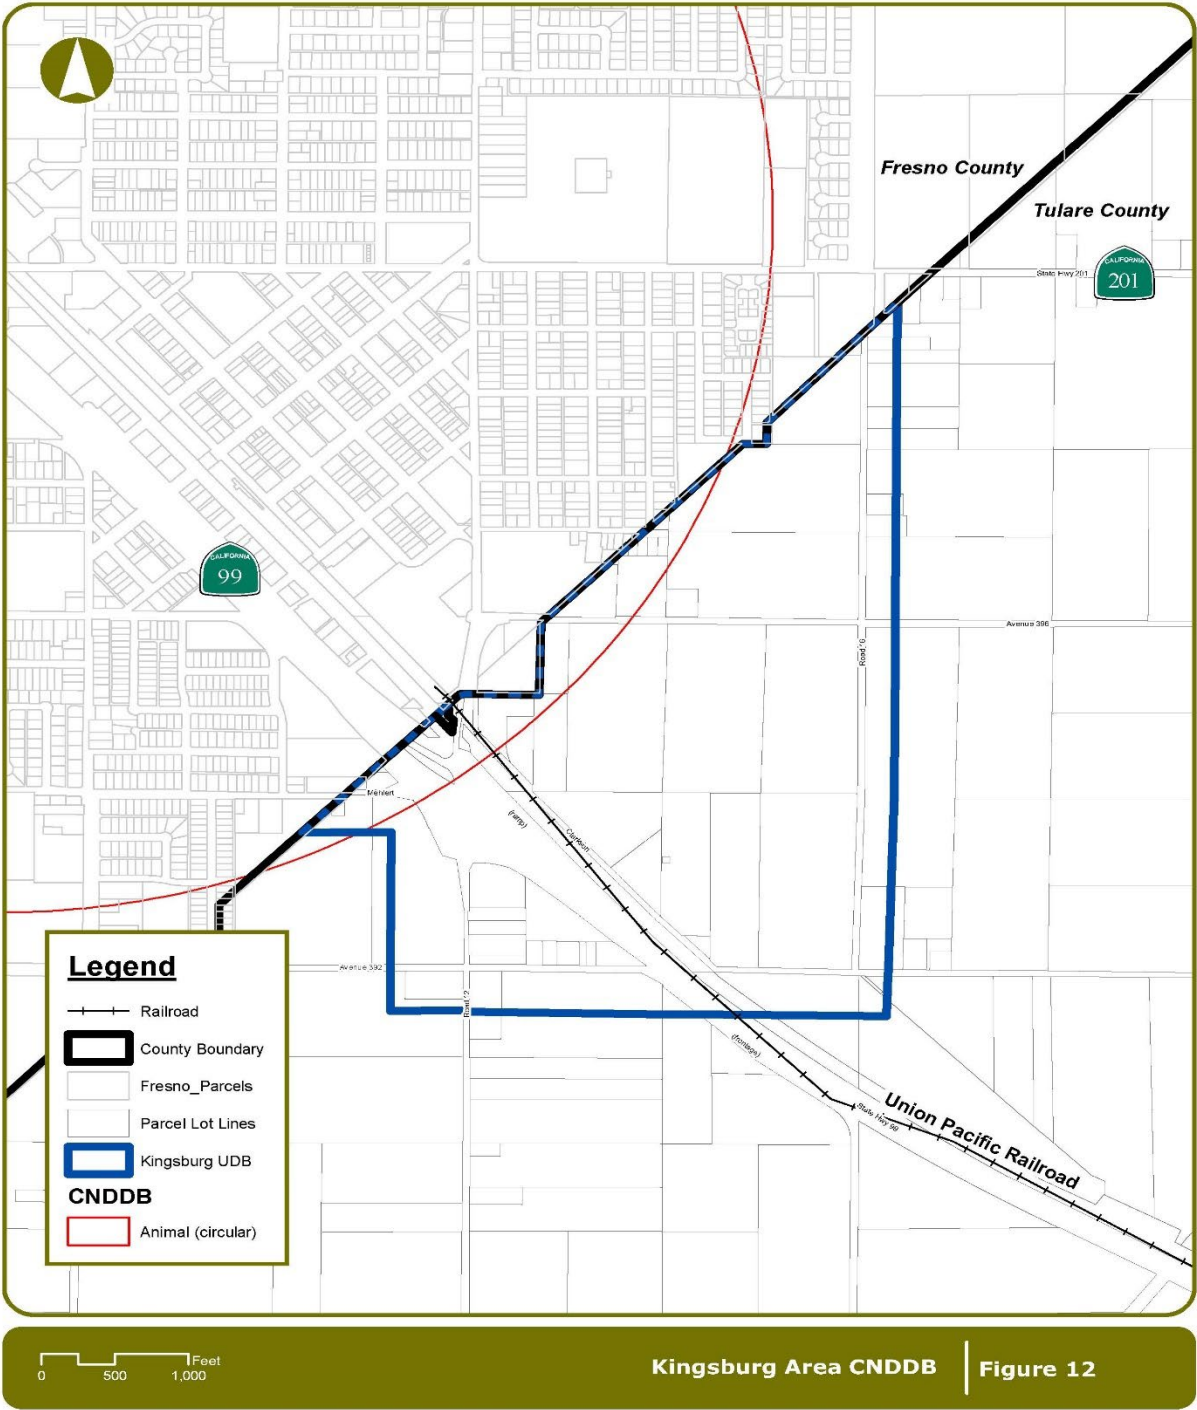 Fresno County
Tulare County
State Hwy 201
CALIFORNIA
201
CALIFORNIA
99
Avenue 396
Road 16
Mehlert
(ramp)
Clarkson
Avenue 392
Road 12
(frontage)
State Hwy 99
Union Pacific Railroad
Legend
Railroad
County Boundary
Fresno_Parcels
Parcel Lot Lines
Kingsburg UDB
CNDDB
Animal (circular)
Feet
0 500 1,000
Kingsburg Area CNDDB
Figure 12